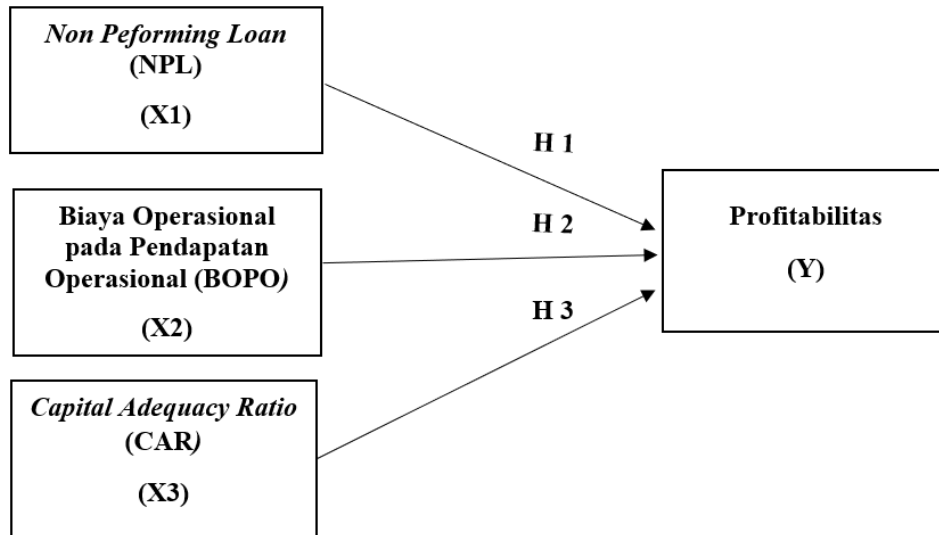 Non Peforming Loan
(NPL)
(X1)
H 1
Biaya Operasional
pada Pendapatan
Operasional (BOPO)
(X2)
H 2
Profitabilitas
(Y)
H 3
Capital Adequacy Ratio
(CAR)
(X3)